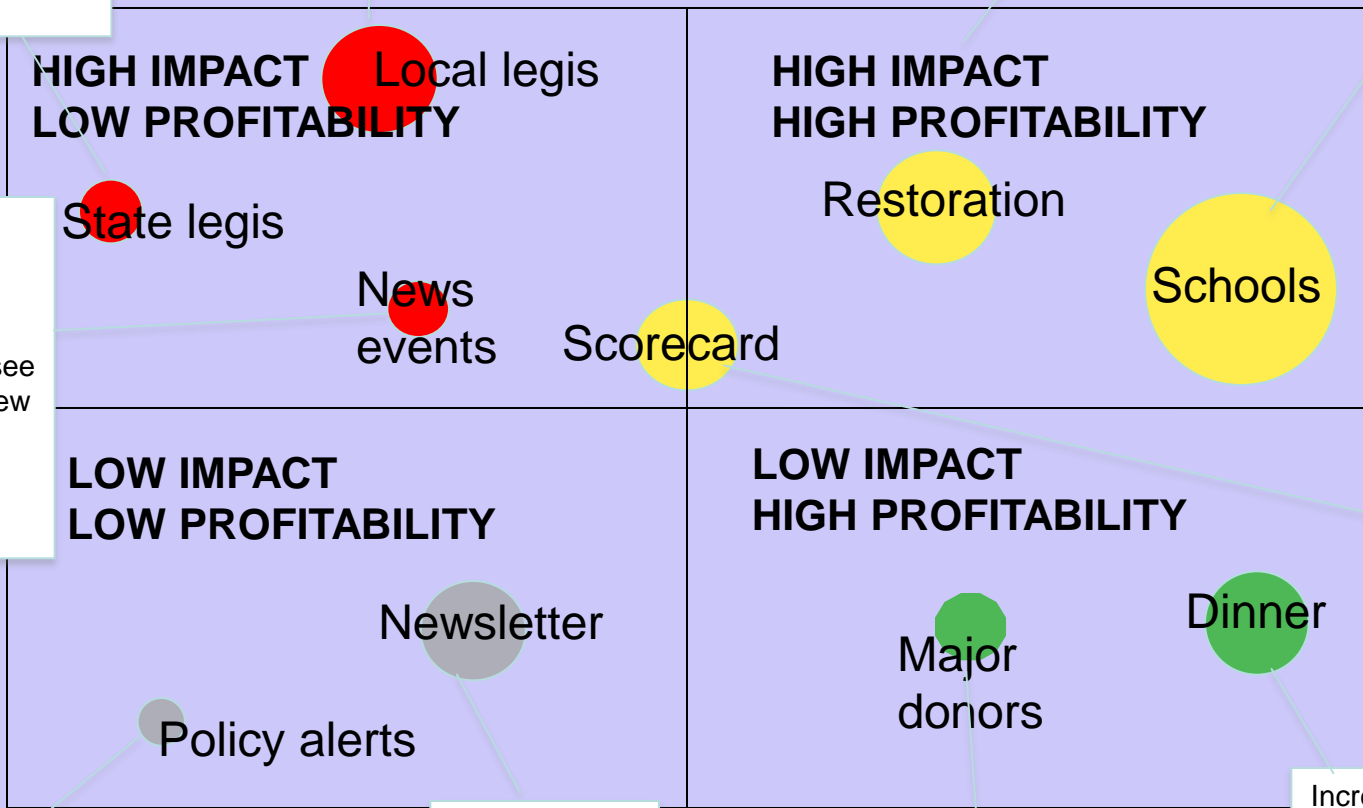 HIGH IMPACT
LOW PROFITABILITY
Local legis
State legis
News
events
Scorecard
HIGH IMPACT
HIGH PROFITABILITY
Restoration
Schools
see
LOW IMPACT
LOW PROFITABILITY
Newsletter
Policy alerts
LOW IMPACT
HIGH PROFITABILITY
Major
donors
Dinner